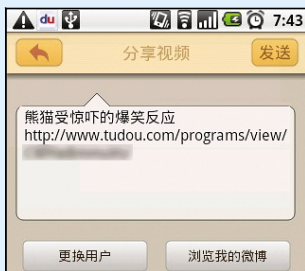 du 7:43
分享视频 发送
熊猫受惊吓的爆笑反应
http://www.tudou.com/programs/view/
更换用户 浏览我的微博